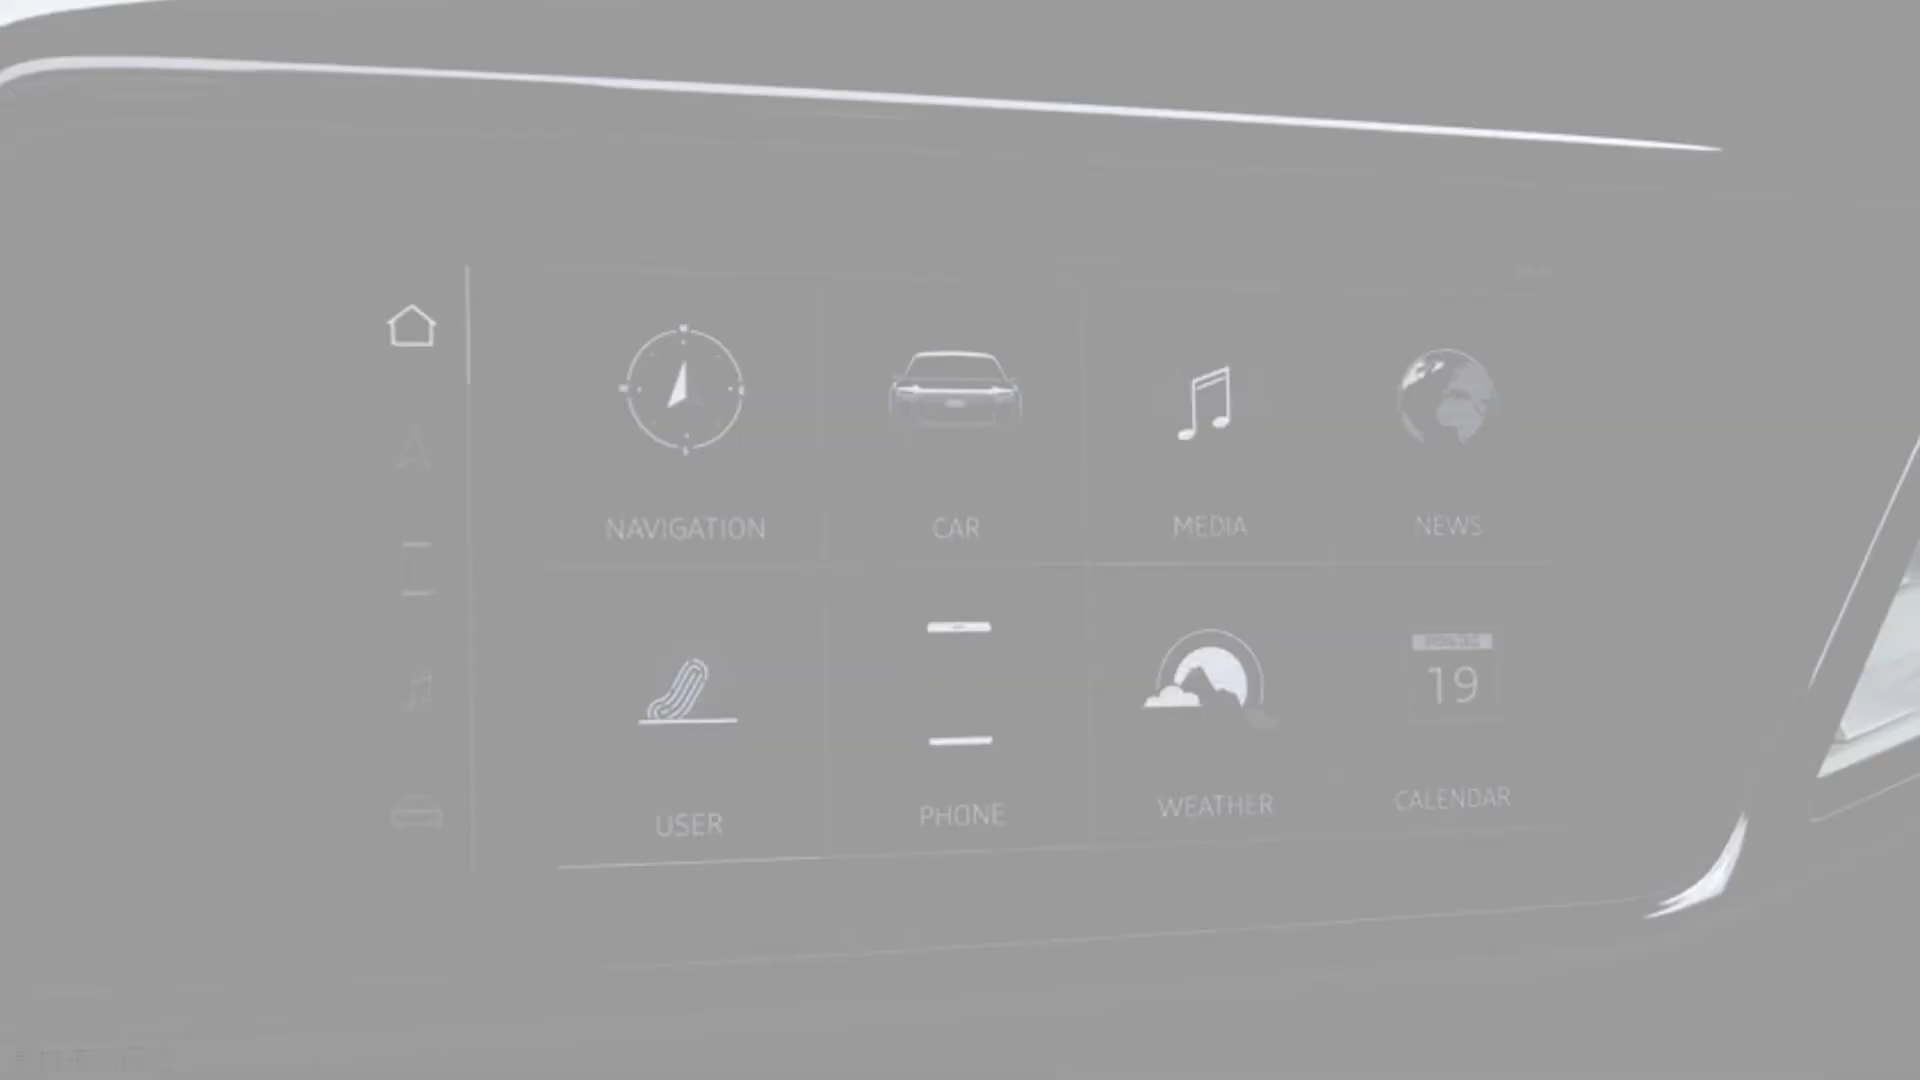 NAVIGATION
CAR
MEDIA
NEWS
19
USER
PHONE
WEATHER
CALENDAR